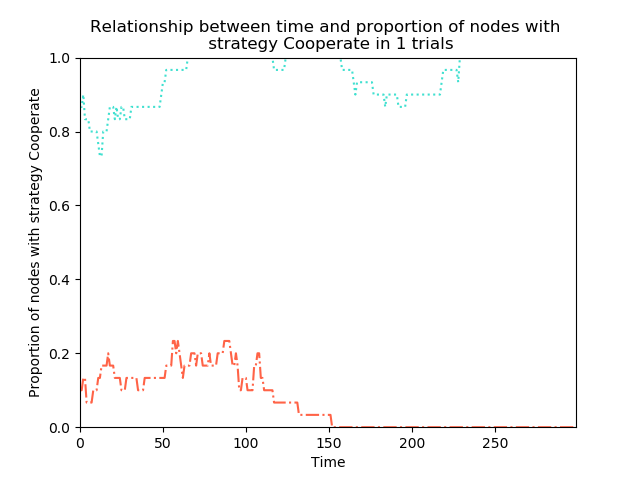 Relationship between time and proportion of nodes with
strategy Cooperate in 1 trials
Proportion of nodes with strategy Cooperate
1.0
0.8
0.6
0.4
0.2
0.0
0 50 100 150 200 250
Time